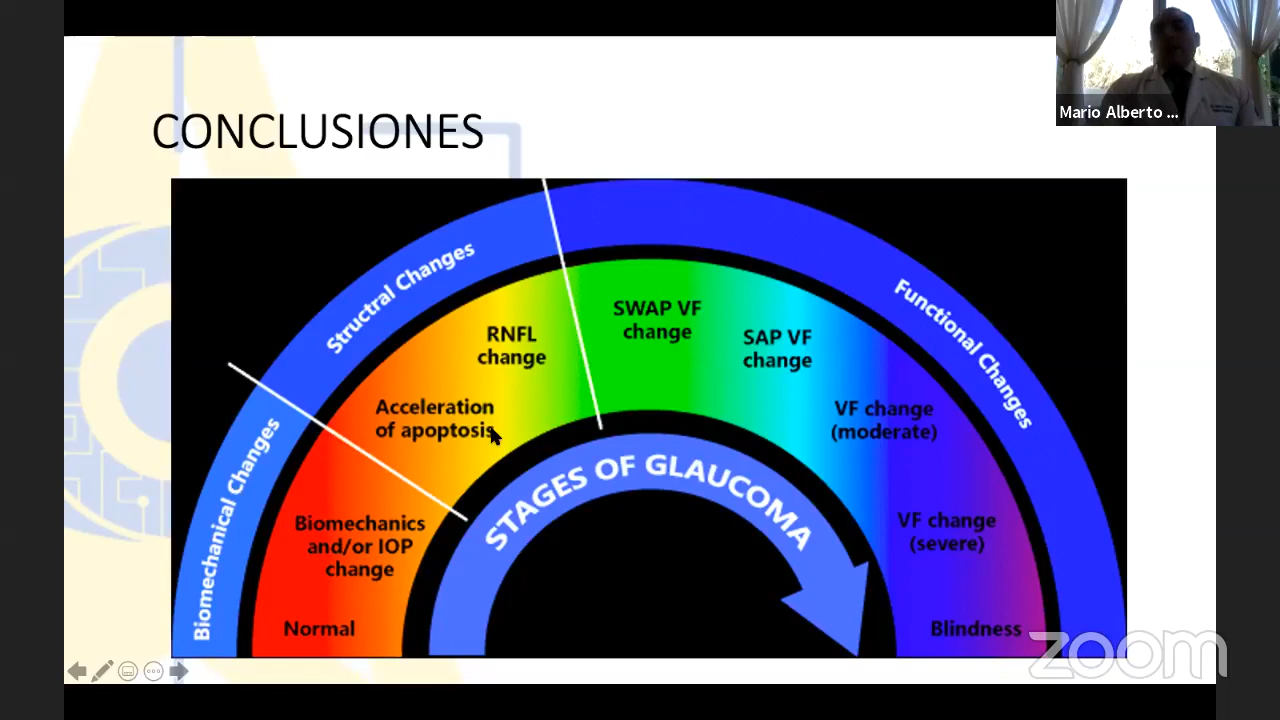 CONCLUSIONES
Mario Alberto ...
Structral Changes
Functional Changes
Biomechanical Changes
SWAP VF
change
SAP VF
change
RNFL
change
Acceleration
of apoptosis
VF change
(moderate)
STAGES OF GLAUCOMA
Biomechanics
and/or IOP
change
VF change
(severe)
Normal
Blindness
zoom